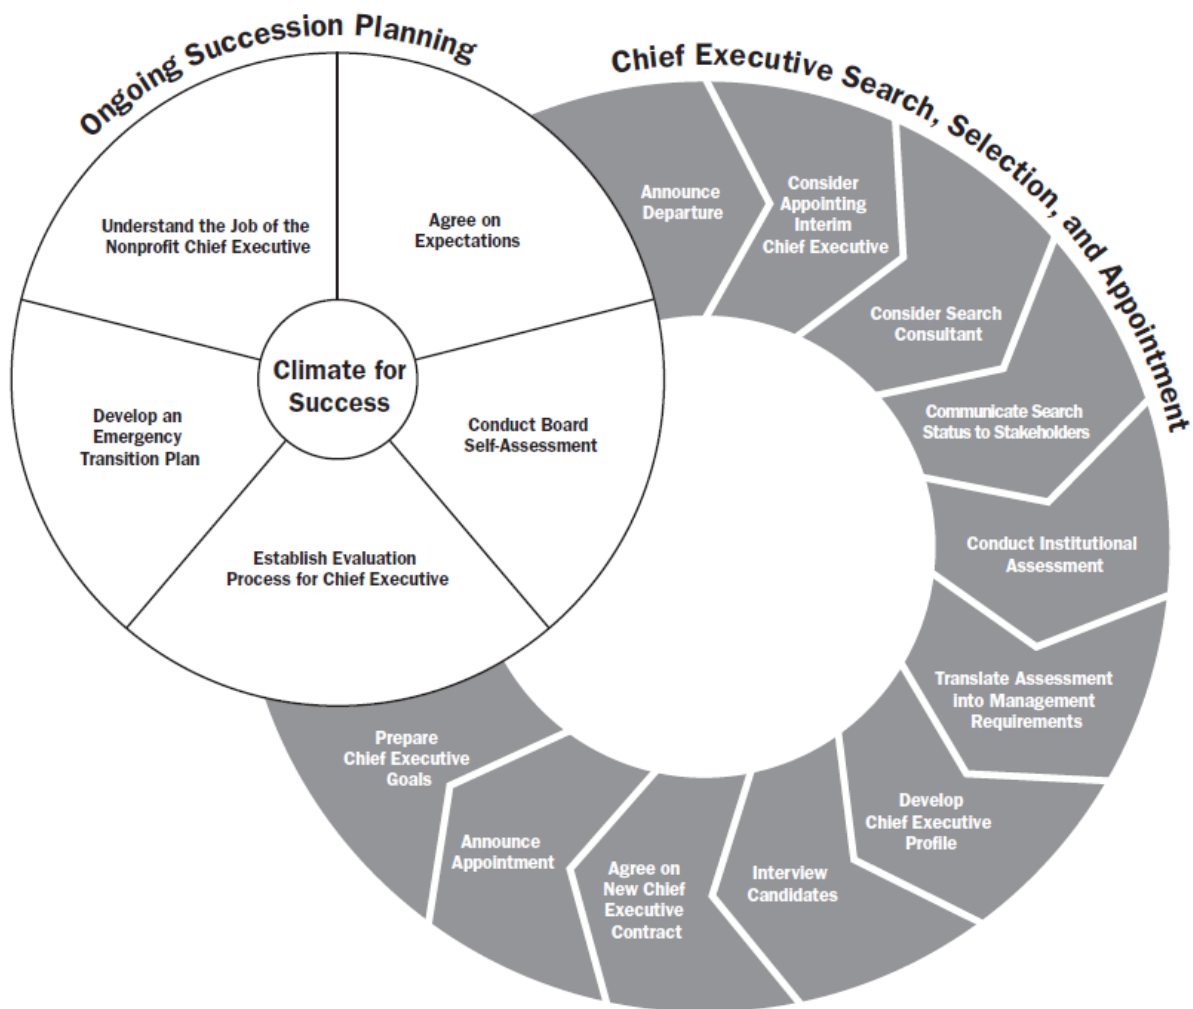 Ongoing Succession Planning
Understand the Job of the
Nonprofit Chief Executive
Agree on
Expectations
Climate for
Success
Develop an
Emergency
Transition Plan
Conduct Board
Self-Assessment
Establish Evaluation
Process for Chief Executive
Chief Executive Search, Selection, and Appointment
Announce
Departure
Consider
Appointing
Interim
Chief Executive
Consider Search
Consultant
Communicate Search
Status to Stakeholders
Conduct Institutional
Assessment
Translate Assessment
into Management
Requirements
Develop
Chief Executive
Profile
Interview
Candidates
Agree on
New Chief
Executive
Contract
Announce
Appointment
Prepare
Chief Executive
Goals